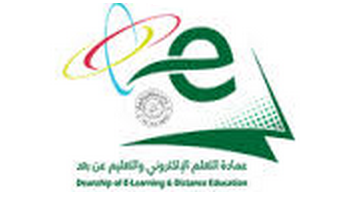 e
عمادة التعلم الإلكتروني والتعليم عن بعد
Deanship of E-Learning & Distance Education